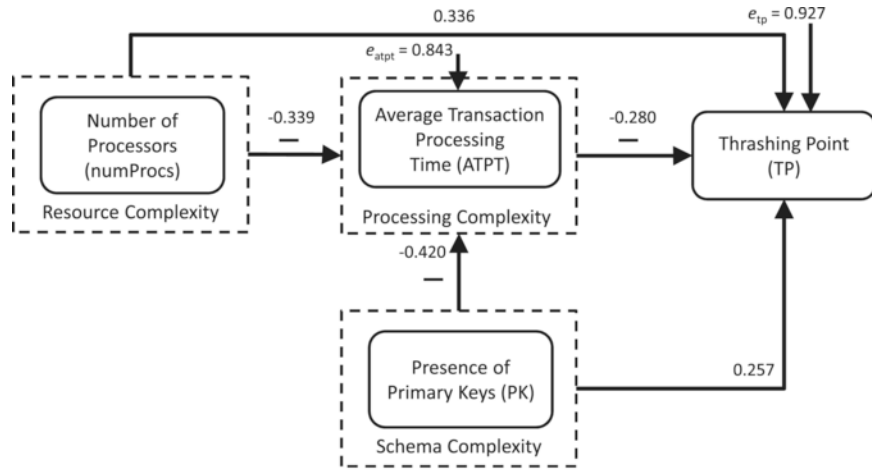 0.336
e_tp = 0.927
e_atpt = 0.843
Number of
Processors
(numProcs)
Resource Complexity
-0.339
—
Average Transaction
Processing
Time (ATPT)
Processing Complexity
-0.280
—
Thrashing Point
(TP)
-0.420
—
Presence of
Primary Keys (PK)
Schema Complexity
0.257